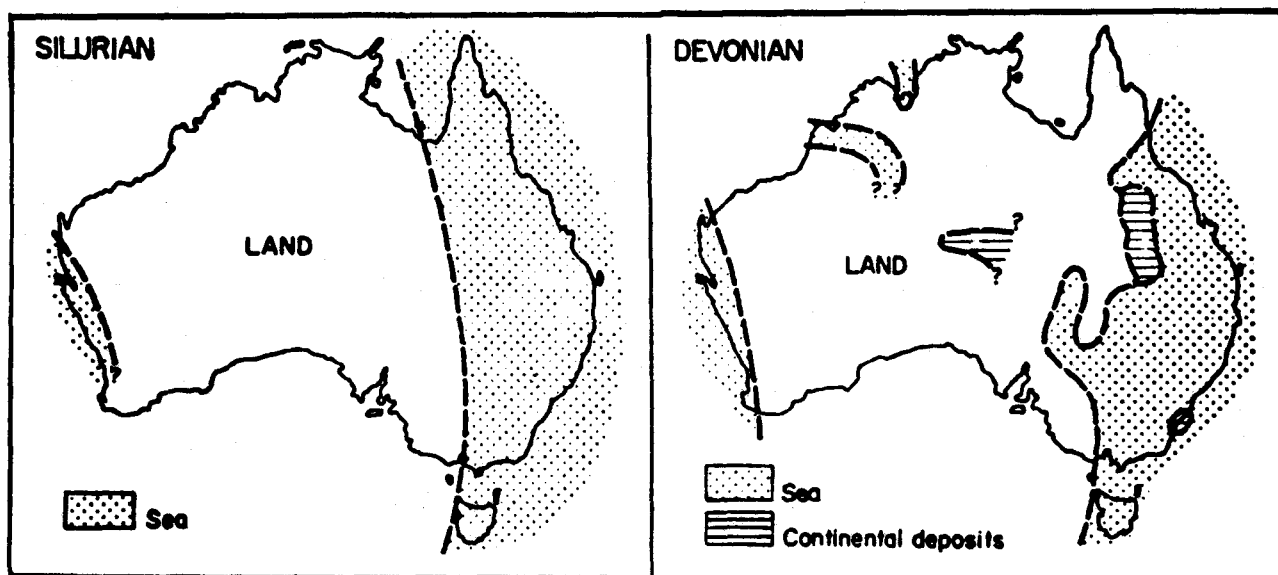 SILURIAN
LAND
?
Sea
DEVONIAN
? ?
?
LAND
?
Sea
Continental deposits